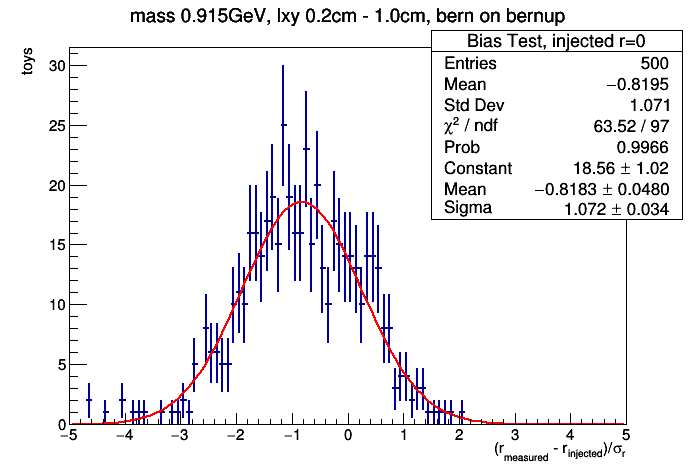 mass 0.915GeV, lxy 0.2cm - 1.0cm, bern on bernup
toys
Bias Test, injected r=0
Entries 500
Mean −0.8195
Std Dev 1.071
χ² / ndf 63.52 / 97
Prob 0.9966
Constant 18.56 ± 1.02
Mean −0.8183 ± 0.0480
Sigma 1.072 ± 0.034
30
25
20
15
10
5
0
−5 −4 −3 −2 −1 0 1 2 3 4 5
(r_measured - r_injected)/σ_r